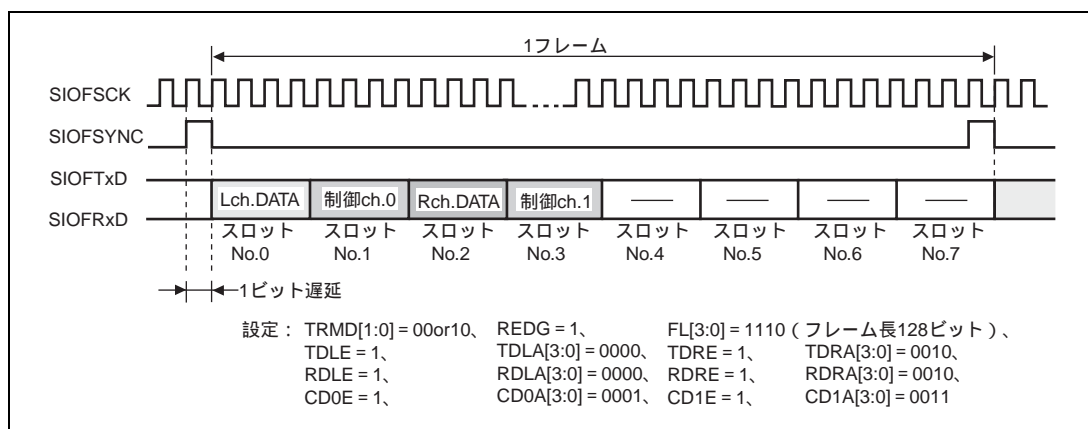 1フレーム
SIOFSCK
SIOFSYNC
SIOFTxD
SIOFRxD
Lch.DATA 制御ch.0 Rch.DATA 制御ch.1
スロット スロット スロット スロット スロット スロット スロット スロット
No.0 No.1 No.2 No.3 No.4 No.5 No.6 No.7
1ビット遅延
設定： TRMD[1:0] = 00or10、 REDG = 1、 FL[3:0] = 1110（フレーム長128ビット）、
TDLE = 1、 TDLA[3:0] = 0000、 TDRE = 1、 TDRA[3:0] = 0010、
RDLE = 1、 RDLA[3:0] = 0000、 RDRE = 1、 RDRA[3:0] = 0010、
CD0E = 1、 CD0A[3:0] = 0001、 CD1E = 1、 CD1A[3:0] = 0011